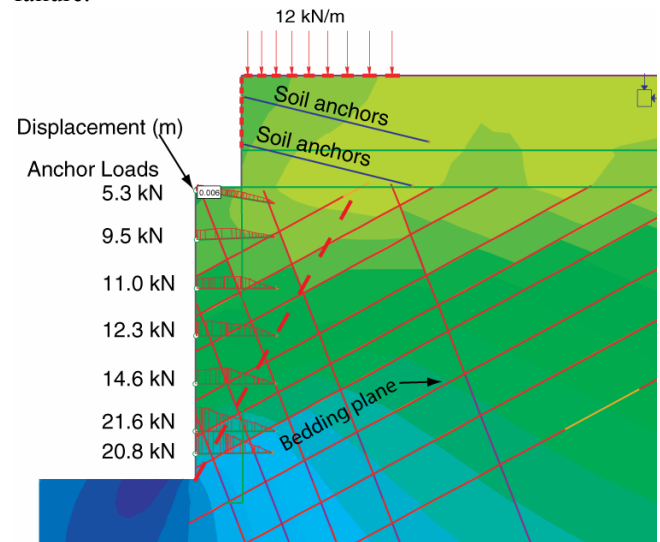 failure.
12 kN/m
Soil anchors
Displacement (m)
Soil anchors
Anchor Loads
5.3 kN
0.006
9.5 kN
11.0 kN
12.3 kN
14.6 kN
Bedding plane
21.6 kN
20.8 kN